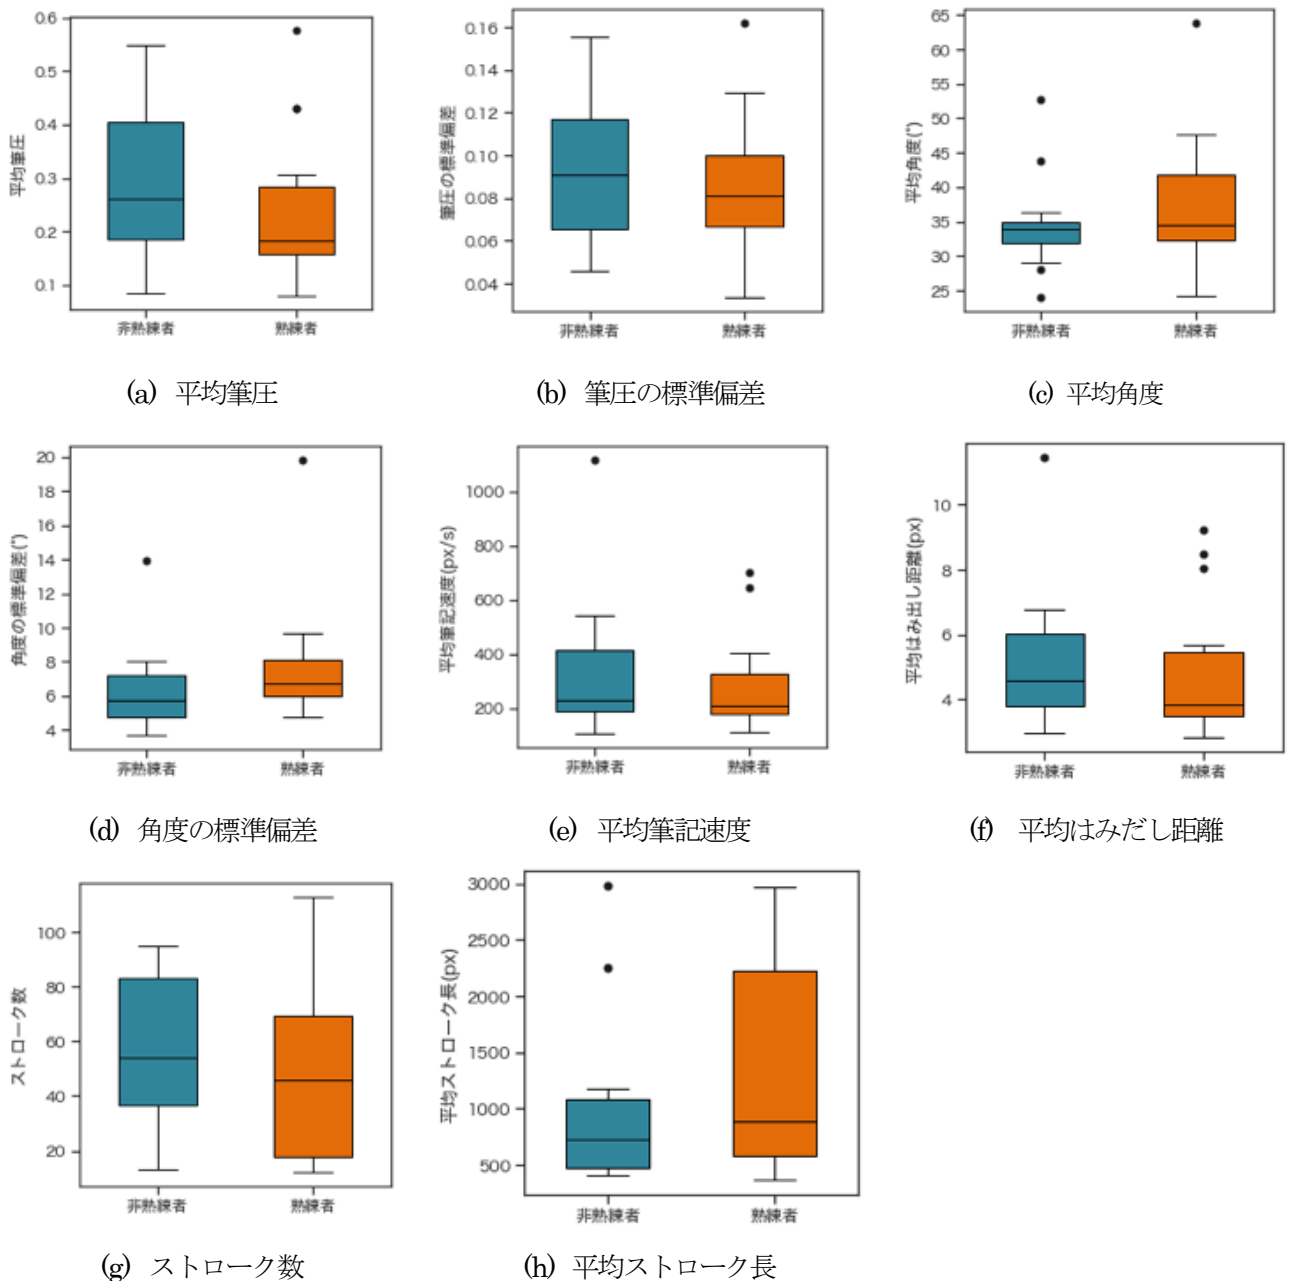 平均筆圧
0.6
0.5
0.4
0.3
0.2
0.1
非熟練者 熟練者
(a) 平均筆圧
筆圧の標準偏差
0.16
0.14
0.12
0.10
0.08
0.06
0.04
非熟練者 熟練者
(b) 筆圧の標準偏差
平均角度(°)
65
60
55
50
45
40
35
30
25
非熟練者 熟練者
(c) 平均角度
角度の標準偏差(°)
20
18
16
14
12
10
8
6
4
非熟練者 熟練者
(d) 角度の標準偏差
平均筆記速度(px/s)
1000
800
600
400
200
非熟練者 熟練者
(e) 平均筆記速度
平均はみ出し距離(px)
10
8
6
4
非熟練者 熟練者
(f) 平均はみだし距離
ストローク数
100
80
60
40
20
非熟練者 熟練者
(g) ストローク数
平均ストローク長(px)
3000
2500
2000
1500
1000
500
非熟練者 熟練者
(h) 平均ストローク長